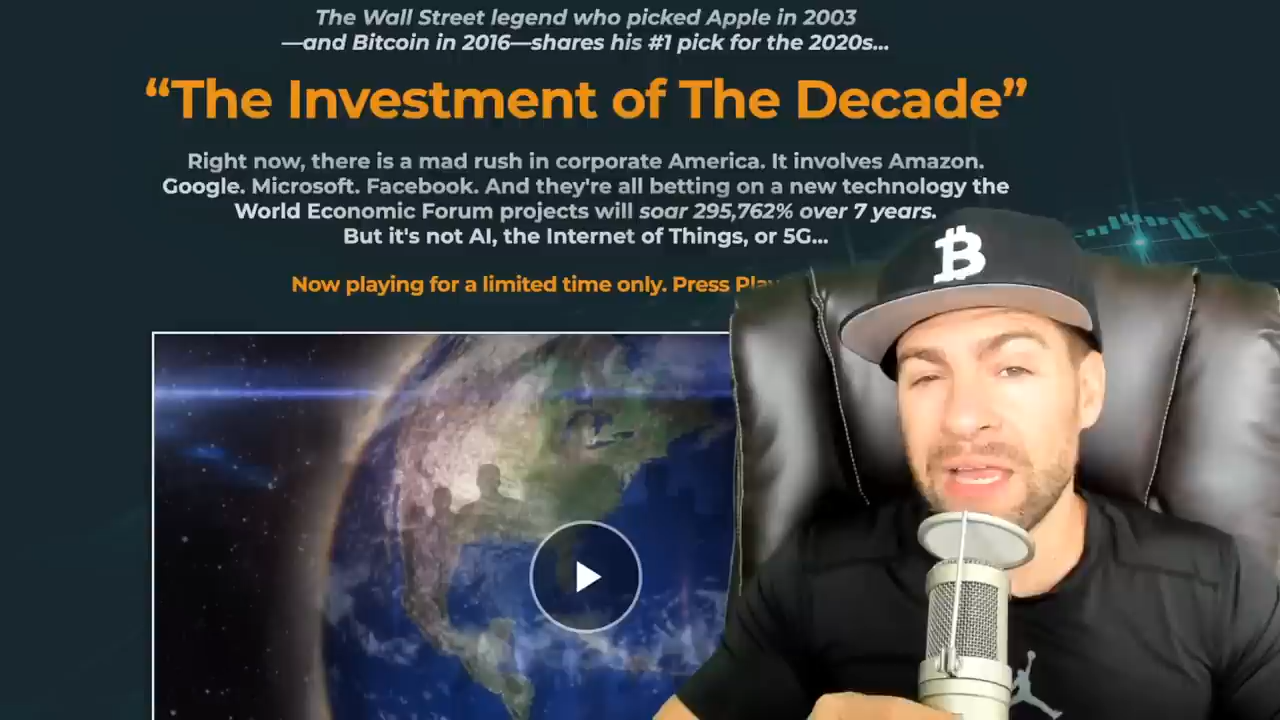 The Wall Street legend who picked Apple in 2003
—and Bitcoin in 2016—shares his #1 pick for the 2020s...
“The Investment of The Decade”
Right now, there is a mad rush in corporate America. It involves Amazon.
Google. Microsoft. Facebook. And they're all betting on a new technology the
World Economic Forum projects will soar 295,762% over 7 years.
But it's not AI, the Internet of Things, or 5G...
Now playing for a limited time only. Press Play